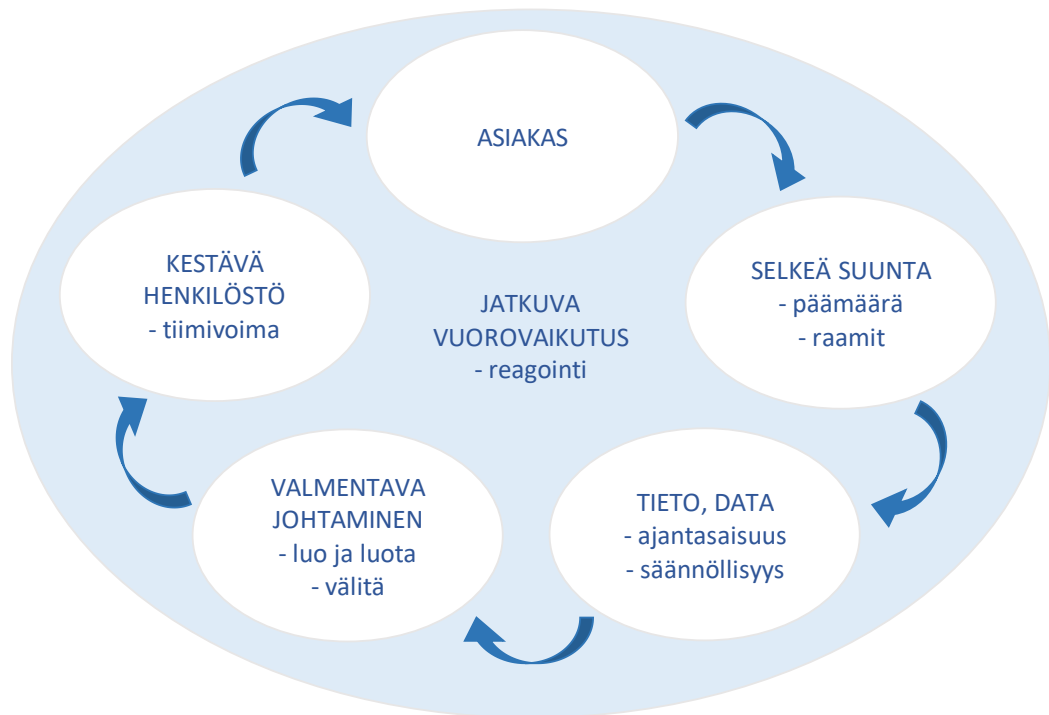 ASIAKAS
SELKEÄ SUUNTA
- päämäärä
- raamit
TIETO, DATA
- ajantasaisuus
- säännöllisyys
VALMENTAVA
JOHTAMINEN
- luo ja luota
- välitä
KESTÄVÄ
HENKILÖSTÖ
- tiimivoima
JATKUVA
VUOROVAIKUTUS
- reagointi